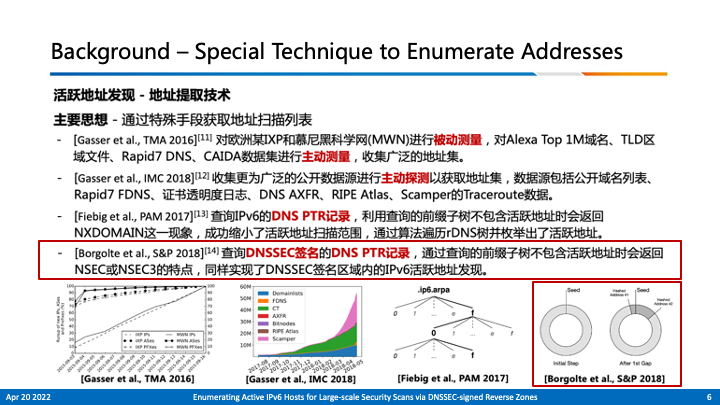 Background – Special Technique to Enumerate Addresses
活跃地址发现 - 地址提取技术
主要思想 - 通过特殊手段获取地址扫描列表
- [Gasser et al., TMA 2016][11] 对欧洲某IXP和慕尼黑科学网(MWN)进行被动测量，对Alexa Top 1M域名、TLD区
域文件、Rapid7 DNS、CAIDA数据集进行主动测量，收集广泛的地址集。
- [Gasser et al., IMC 2018][12] 收集更为广泛的公开数据源进行主动探测以获取地址集，数据源包括公开域名列表、
Rapid7 FDNS、证书透明度日志、DNS AXFR、RIPE Atlas、Scamper的Traceroute数据。
- [Fiebig et al., PAM 2017][13] 查询IPv6的DNS PTR记录，利用查询的前缀子树不包含活跃地址时会返回
NXDOMAIN这一现象，成功缩小了活跃地址扫描范围，通过算法遍历rDNS树并枚举出了活跃地址。
- [Borgolte et al., S&P 2018][14] 查询DNSSEC签名的DNS PTR记录，通过查询的前缀子树不包含活跃地址时会返回
NSEC或NSEC3的特点，同样实现了DNSSEC签名区域内的IPv6活跃地址发现。
100
80
60
40
20
0
IXP IPs
IXP ASes
IXP PFXes
MWN IPs
MWN ASes
MWN PFXes
[Gasser et al., TMA 2016]
60M
50M
40M
30M
20M
10M
Domainlists
FDNS
CT
AXFR
Bitnodes
RIPE Atlas
Scamper
[Gasser et al., IMC 2018]
.ip6.arpa
0 1 ... e f
0 1 ... e f
0 1 ... e f
[Fiebig et al., PAM 2017]
Seed
Initial Step
Hashed
Address #1
Seed
Hashed
Address #2
After 1st Gap
[Borgolte et al., S&P 2018]
Apr 20 2022
Enumerating Active IPv6 Hosts for Large-scale Security Scans via DNSSEC-signed Reverse Zones
6